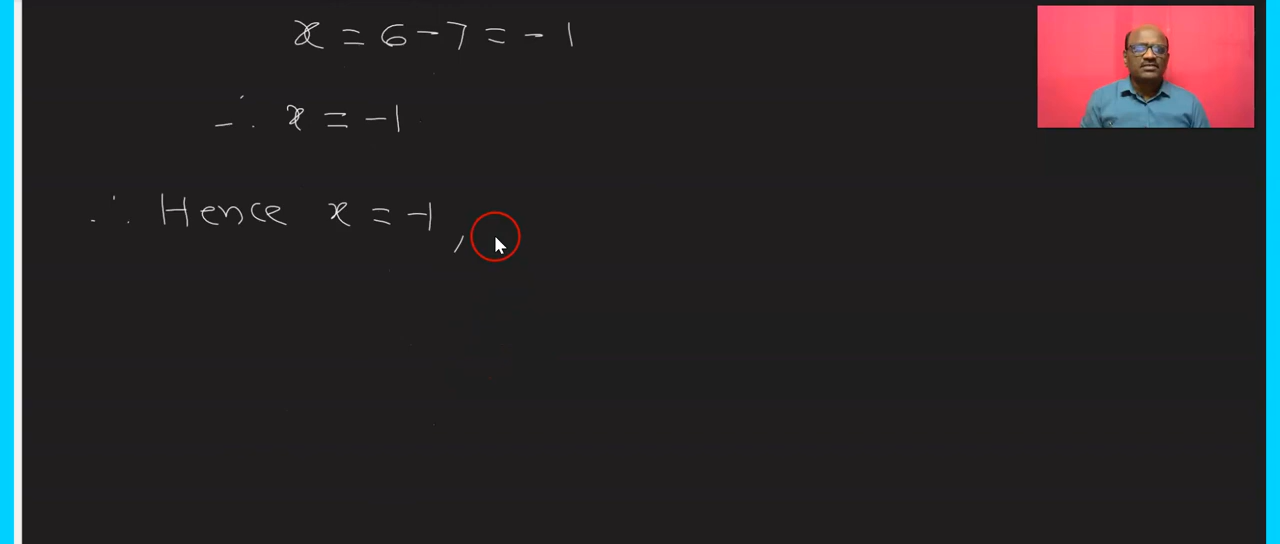 x = 6 - 7 = - 1
∴ x = -1
∴ Hence x = -1 ,